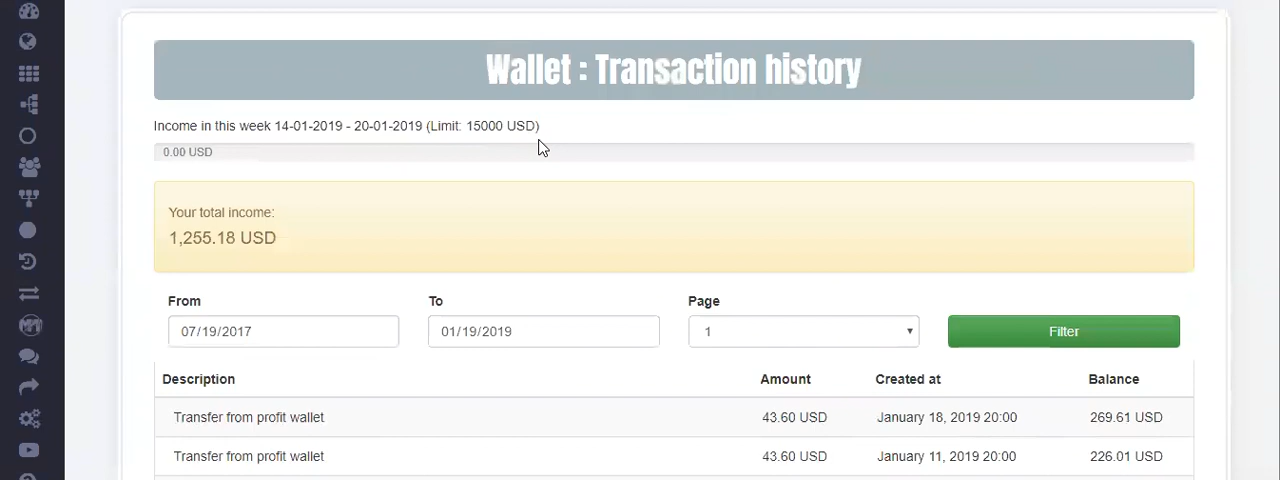 Wallet : Transaction history
Income in this week 14-01-2019 - 20-01-2019 (Limit: 15000 USD)
0.00 USD
Your total income:
1,255.18 USD
From To Page
07/19/2017 01/19/2019 1 Filter
Description Amount Created at Balance
Transfer from profit wallet 43.60 USD January 18, 2019 20:00 269.61 USD
Transfer from profit wallet 43.60 USD January 11, 2019 20:00 226.01 USD